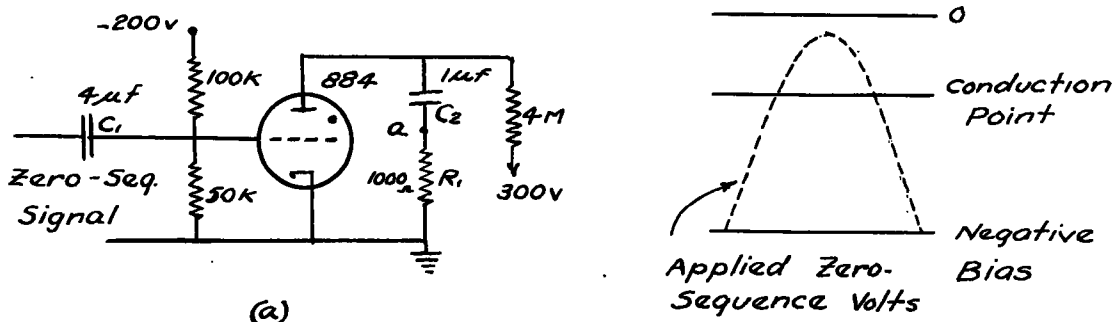 -200v
100K
884
1μf
4μf
C1
C2
a
4M
Zero-Seq.
Signal
50K
1000Ω
R1
300v
(a)
0
Conduction
Point
Negative
Bias
Applied Zero-
Sequence Volts